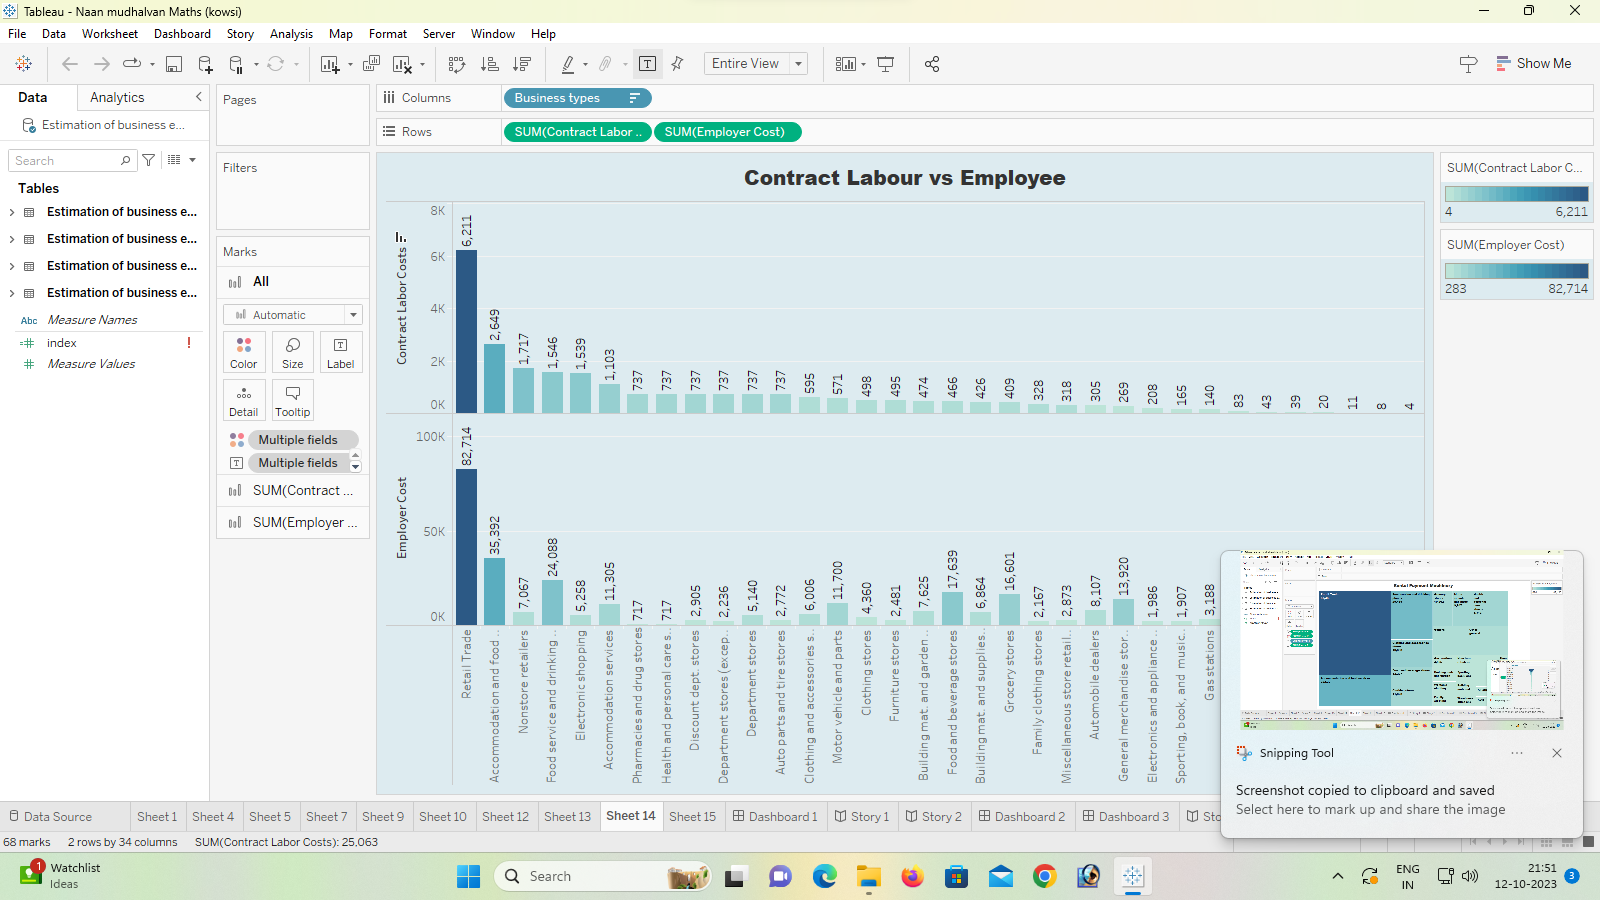 Tableau - Naan mudhalvan Maths (kowsi)
File Data Worksheet Dashboard Story Analysis Map Format Server Window Help
Entire View
Show Me
Data
Analytics
Estimation of business e...
Search
Tables
Estimation of business e...
Estimation of business e...
Estimation of business e...
Estimation of business e...
Abc Measure Names
index !
Measure Values
Pages
Filters
Marks
All
Automatic
Color Size Label
Detail Tooltip
Multiple fields
Multiple fields
SUM(Contract ...
SUM(Employer ...
Columns
Business types
Rows
SUM(Contract Labor .. SUM(Employer Cost)
Contract Labour vs Employee
Contract Labor Costs
8K
6K
4K
2K
0K
6,211 2,649 1,717 1,546 1,539 1,103 737 737 737 737 737 737 595 571 498 495 474 466 426 409 328 318 305 269 208 165 140 83 43 39 20 11 8 4
Employer Cost
100K
50K
0K
82,714 35,392 7,067 24,088 5,258 11,305 717 717 2,905 2,236 5,140 2,772 6,006 11,700 4,360 2,481 7,625 17,639 6,864 16,601 2,167 2,873 8,107 13,920 1,986 1,907 3,188
Retail Trade
Accommodation and food ..
Nonstore retailers
Food service and drinking ..
Electronic shopping
Accommodation services
Pharmacies and drug stores
Health and personal care s..
Discount dept. stores
Department stores (excep..
Department stores
Auto parts and tire stores
Clothing and accessories s..
Motor vehicle and parts
Clothing stores
Furniture stores
Building mat. and garden ..
Food and beverage stores
Building mat. and supplies..
Grocery stores
Family clothing stores
Miscellaneous store retail..
Automobile dealers
General merchandise stor..
Electronics and appliance ..
Sporting, book, and music..
Gas stations
SUM(Contract Labor C...
4 6,211
SUM(Employer Cost)
283 82,714
Rental Payment Machinery
Snipping Tool
Screenshot copied to clipboard and saved
Select here to mark up and share the image
Data Source Sheet 1 Sheet 4 Sheet 5 Sheet 7 Sheet 9 Sheet 10 Sheet 12 Sheet 13 Sheet 14 Sheet 15 Dashboard 1 Story 1 Story 2 Dashboard 2 Dashboard 3 Sto
68 marks 2 rows by 34 columns SUM(Contract Labor Costs): 25,063
1
Watchlist
Ideas
Search
ENG
IN
21:51
12-10-2023
3